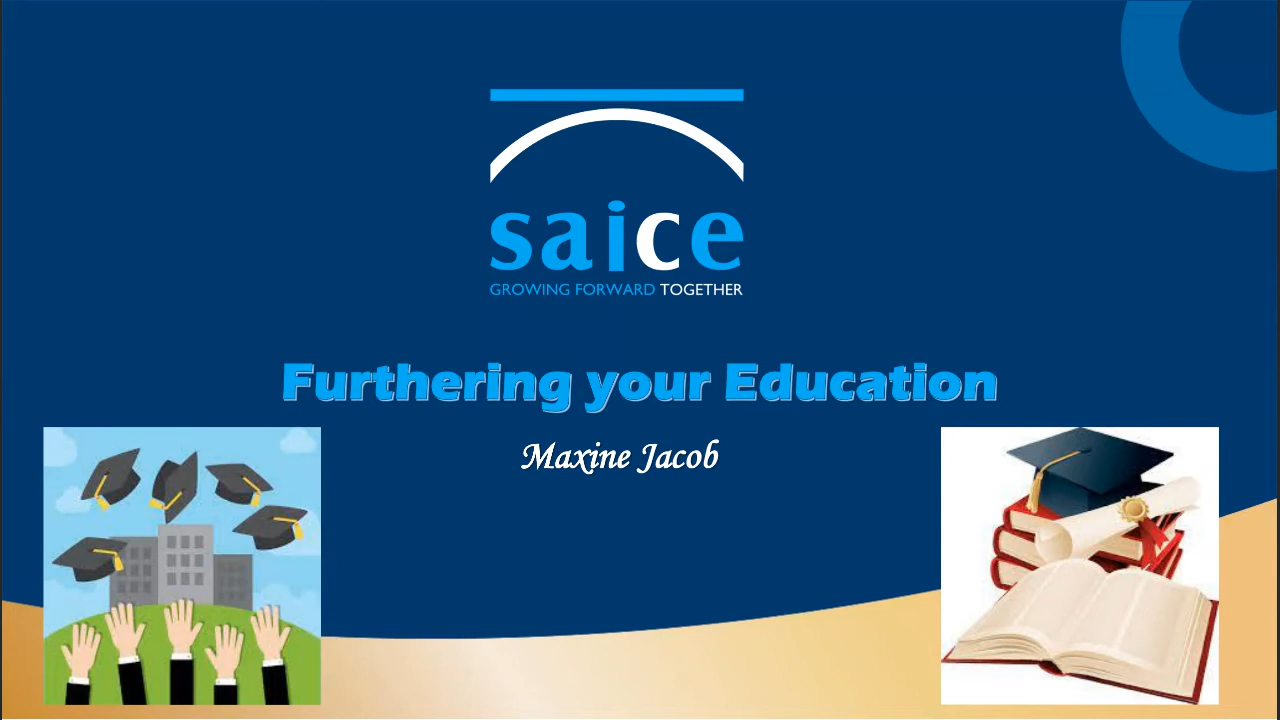 saice
GROWING FORWARD TOGETHER
Furthering your Education
Maxine Jacob